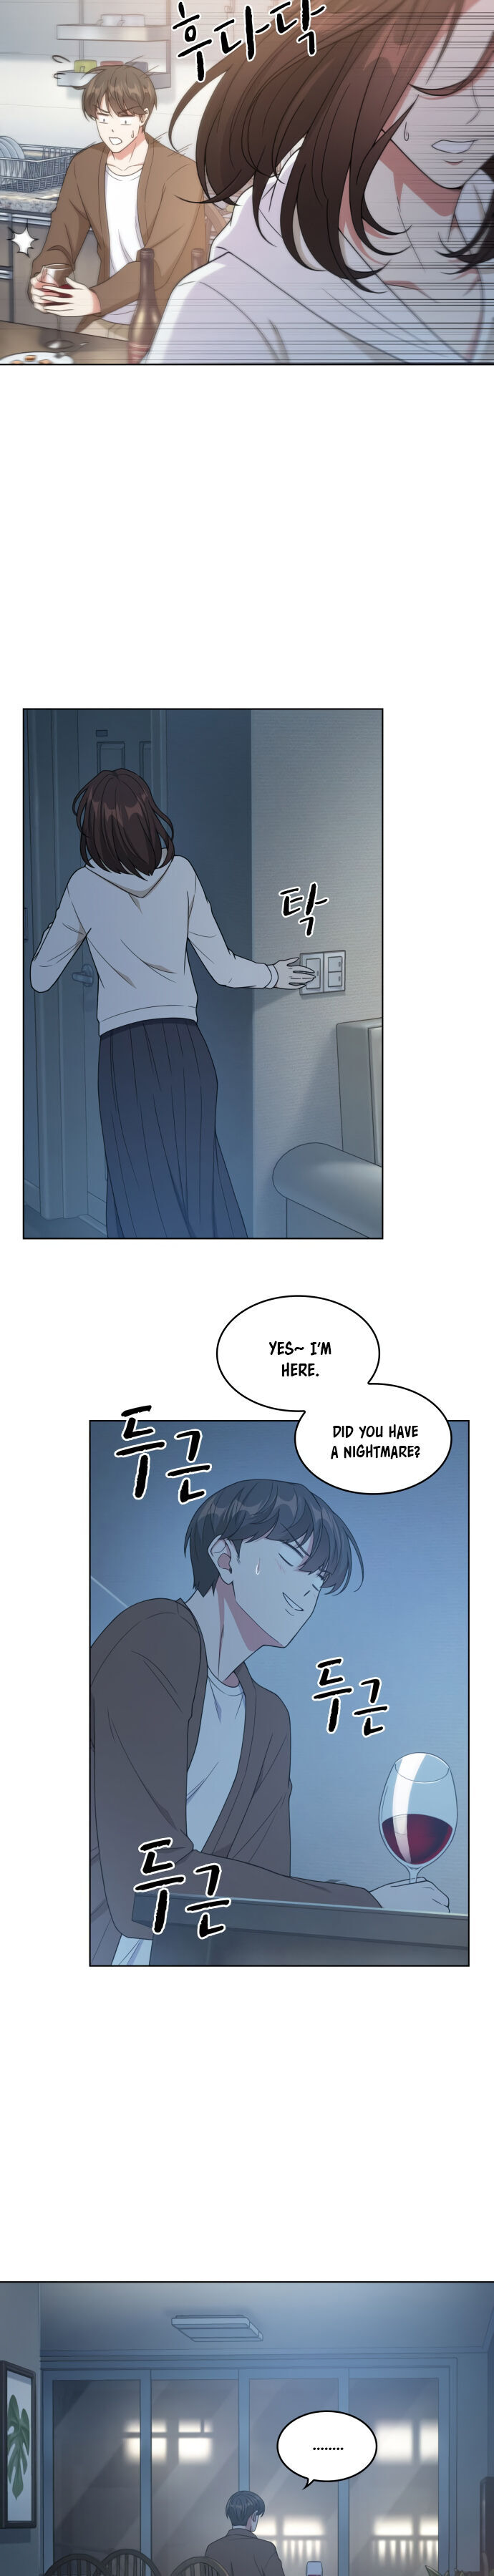 후다닥
탁
YES~ I'M
HERE.
DID YOU HAVE
A NIGHTMARE?
두근
두근
두근
........